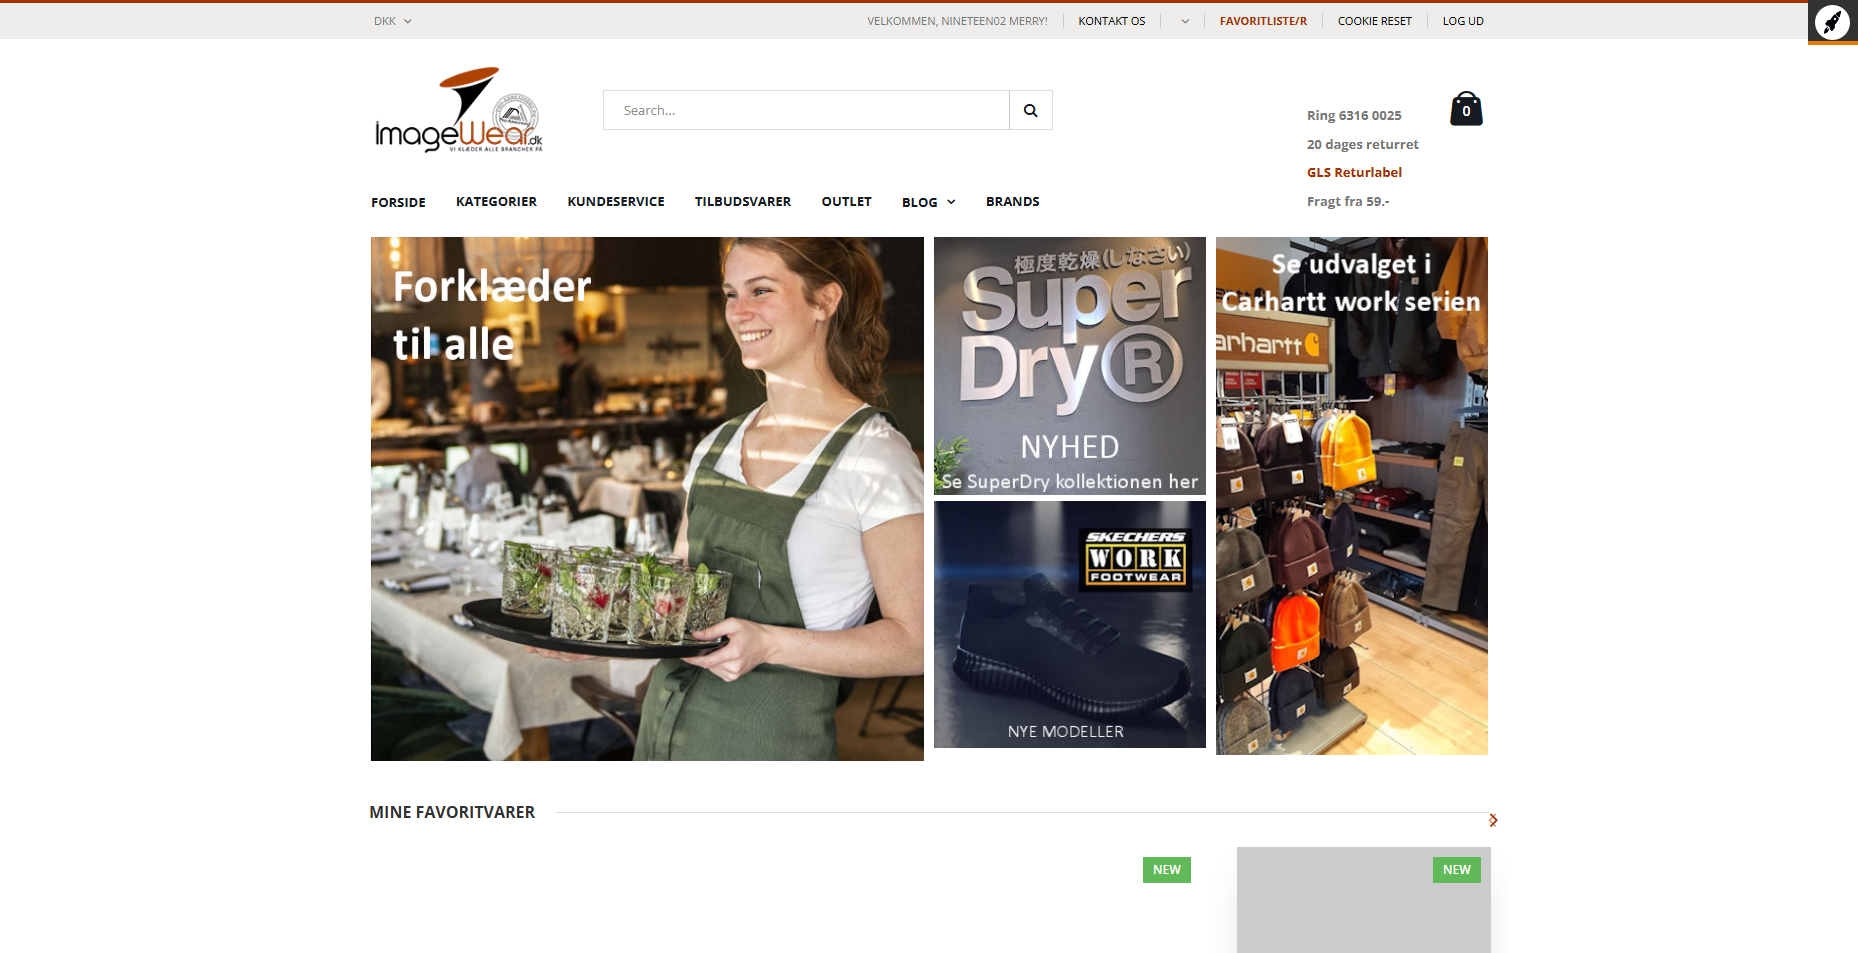 DKK
VELKOMMEN, NINETEEN02 MERRY!
KONTAKT OS
FAVORITLISTE/R
COOKIE RESET
LOG UD
ImageWear.dk
VI KLÆDER ALLE BRANCHER PÅ
Search...
Ring 6316 0025
20 dages returret
GLS Returlabel
Fragt fra 59.-
0
FORSIDE
KATEGORIER
KUNDESERVICE
TILBUDSVARER
OUTLET
BLOG
BRANDS
Forklæder
til alle
極度乾燥(しなさい)
Super
Dry®
NYHED
Se SuperDry kollektionen her
SKECHERS
WORK
FOOTWEAR
NYE MODELLER
Se udvalget i
Carhartt work serien
arhartt
MINE FAVORITVARER
NEW
NEW